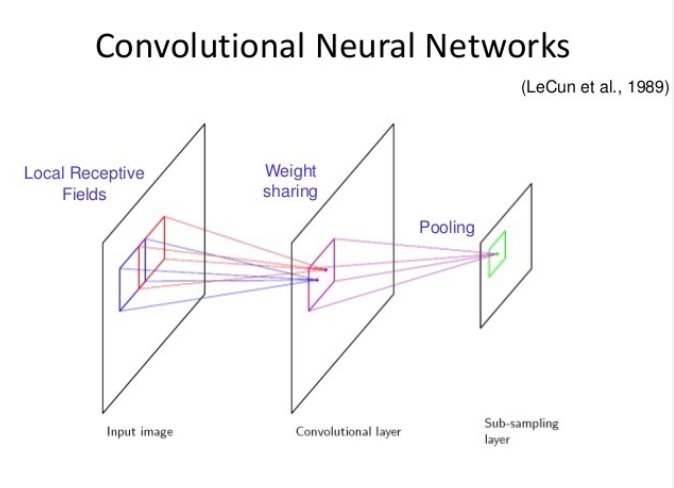 Convolutional Neural Networks
(LeCun et al., 1989)
Local Receptive
Fields
Weight
sharing
Pooling
Input image
Convolutional layer
Sub-sampling
layer